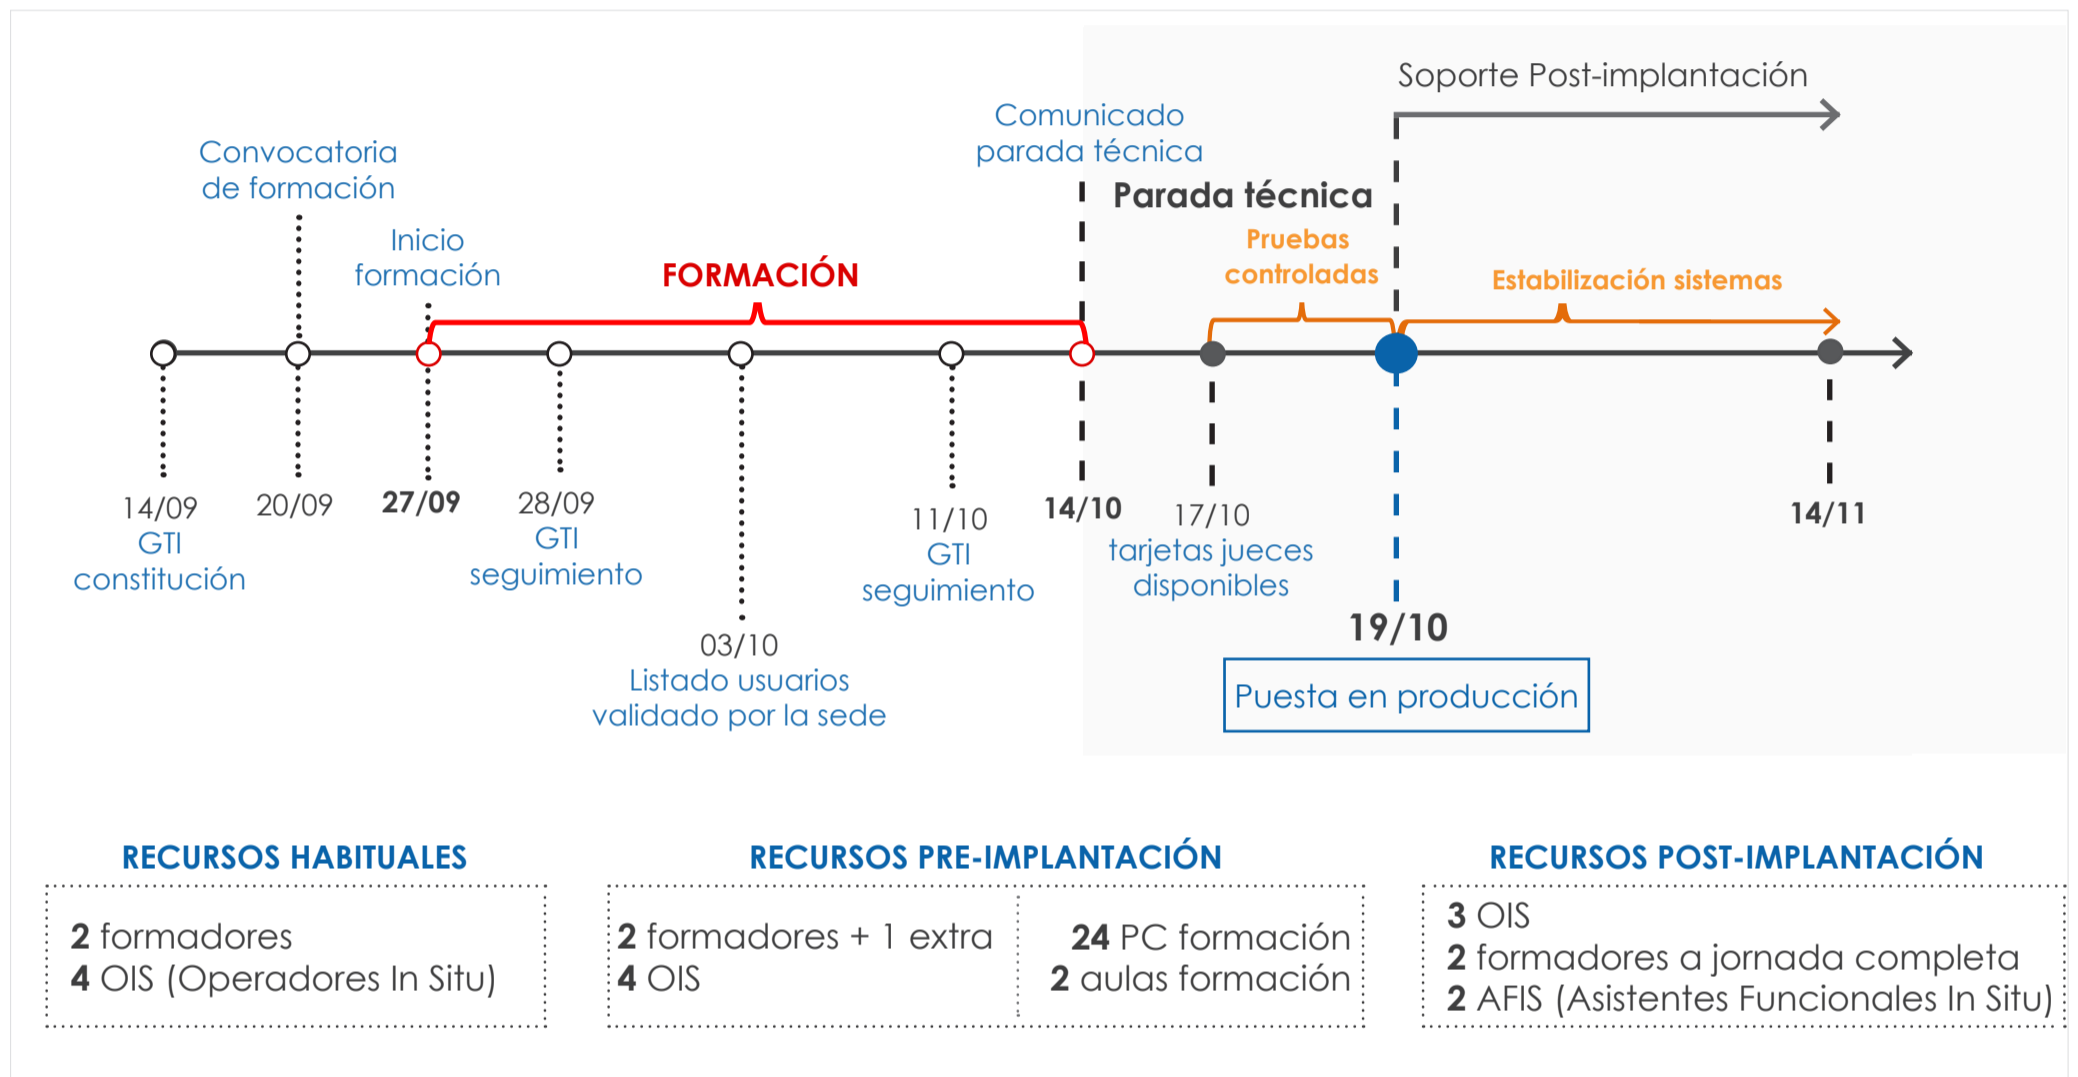 Soporte Post-implantación
Comunicado
parada técnica
Convocatoria
de formación
Parada técnica
Inicio
formación
FORMACIÓN
Pruebas
controladas
Estabilización sistemas
14/09
GTI
constitución
20/09
27/09
28/09
GTI
seguimiento
03/10
Listado usuarios
validado por la sede
11/10
GTI
seguimiento
14/10
17/10
tarjetas jueces
disponibles
19/10
Puesta en producción
14/11
RECURSOS HABITUALES
2 formadores
4 OIS (Operadores In Situ)
RECURSOS PRE-IMPLANTACIÓN
2 formadores + 1 extra
4 OIS
24 PC formación
2 aulas formación
RECURSOS POST-IMPLANTACIÓN
3 OIS
2 formadores a jornada completa
2 AFIS (Asistentes Funcionales In Situ)